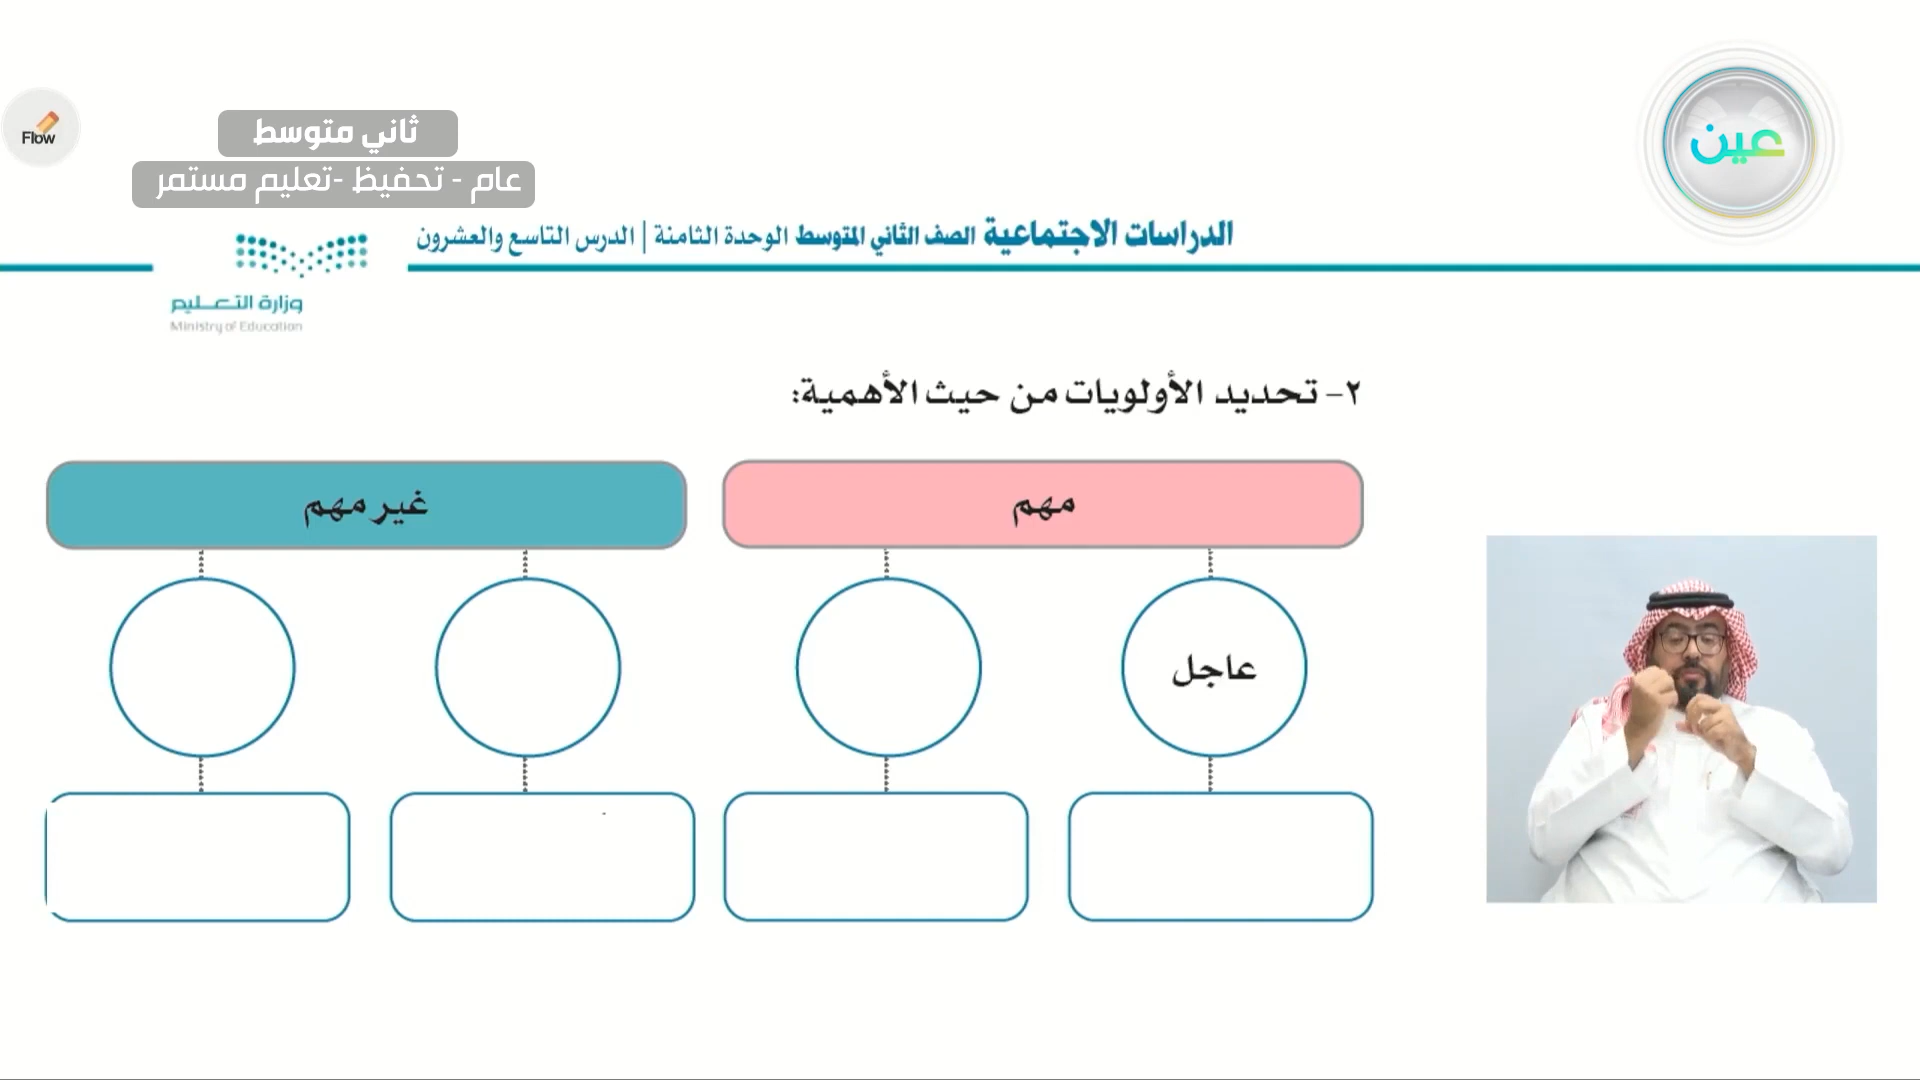 عين
Flow
ثاني متوسط
عام - تحفيظ -تعليم مستمر
الدراسات الاجتماعية الصف الثاني المتوسط الوحدة الثامنة | الدرس التاسع والعشرون
وزارة التعليم
Ministry of Education
٢- تحديد الأولويات من حيث الأهمية:
مهم
غير مهم
عاجل